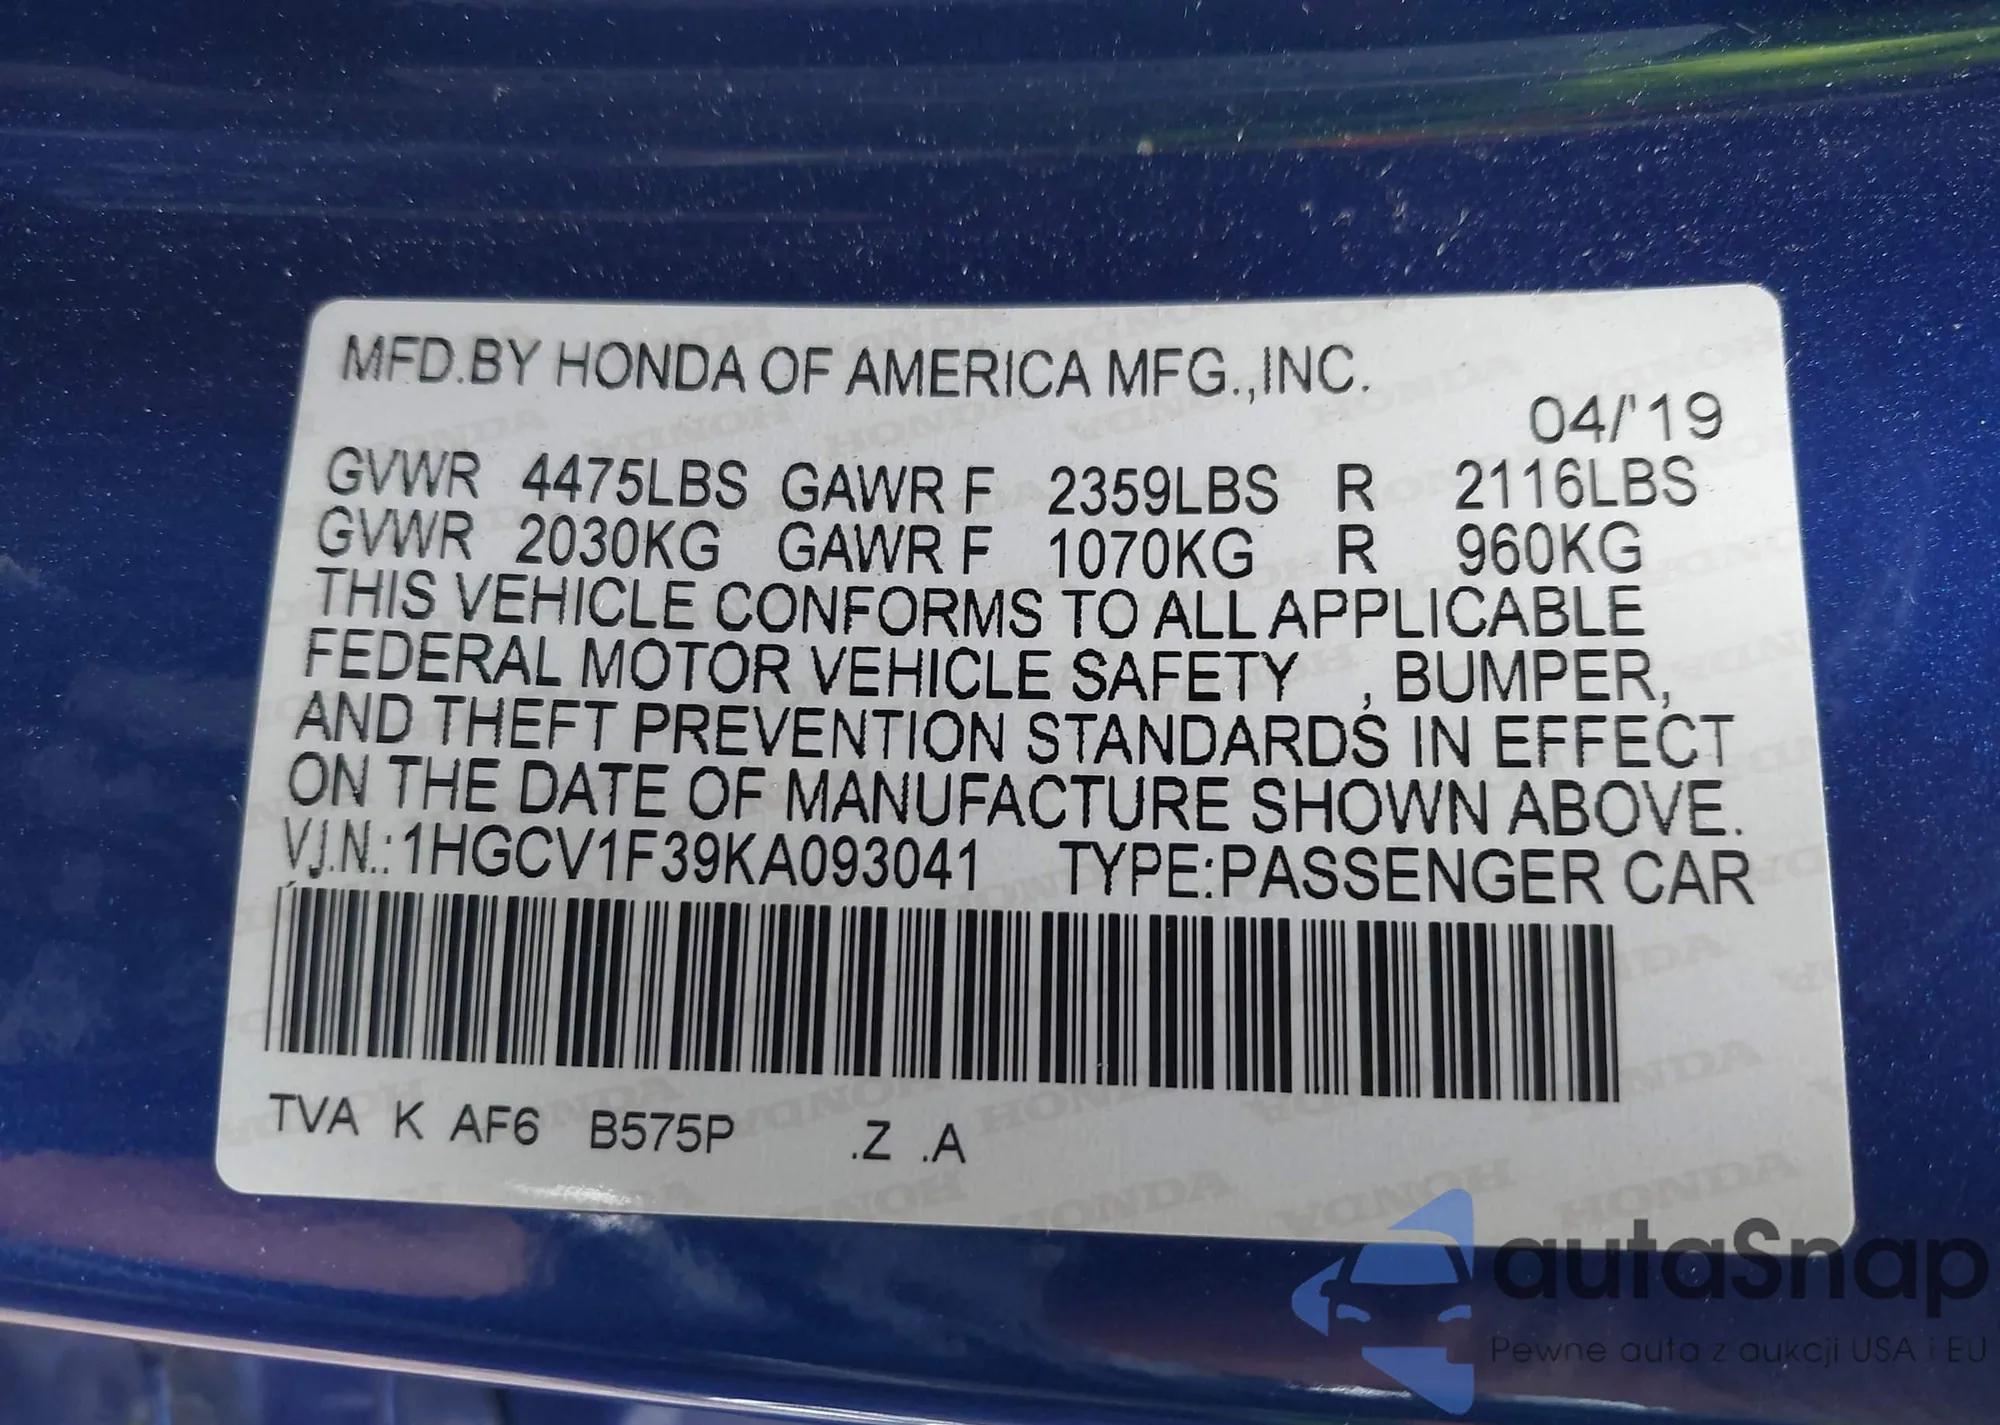 MFD.BY HONDA OF AMERICA MFG.,INC.
04/'19
GVWR 4475LBS GAWR F 2359LBS R 2116LBS
GVWR 2030KG GAWR F 1070KG R 960KG
THIS VEHICLE CONFORMS TO ALL APPLICABLE
FEDERAL MOTOR VEHICLE SAFETY , BUMPER,
AND THEFT PREVENTION STANDARDS IN EFFECT
ON THE DATE OF MANUFACTURE SHOWN ABOVE.
V.I.N.:1HGCV1F39KA093041 TYPE:PASSENGER CAR
TVA K AF6 B575P .Z .A
autaSnap
Pewne auta z aukcji USA i EU